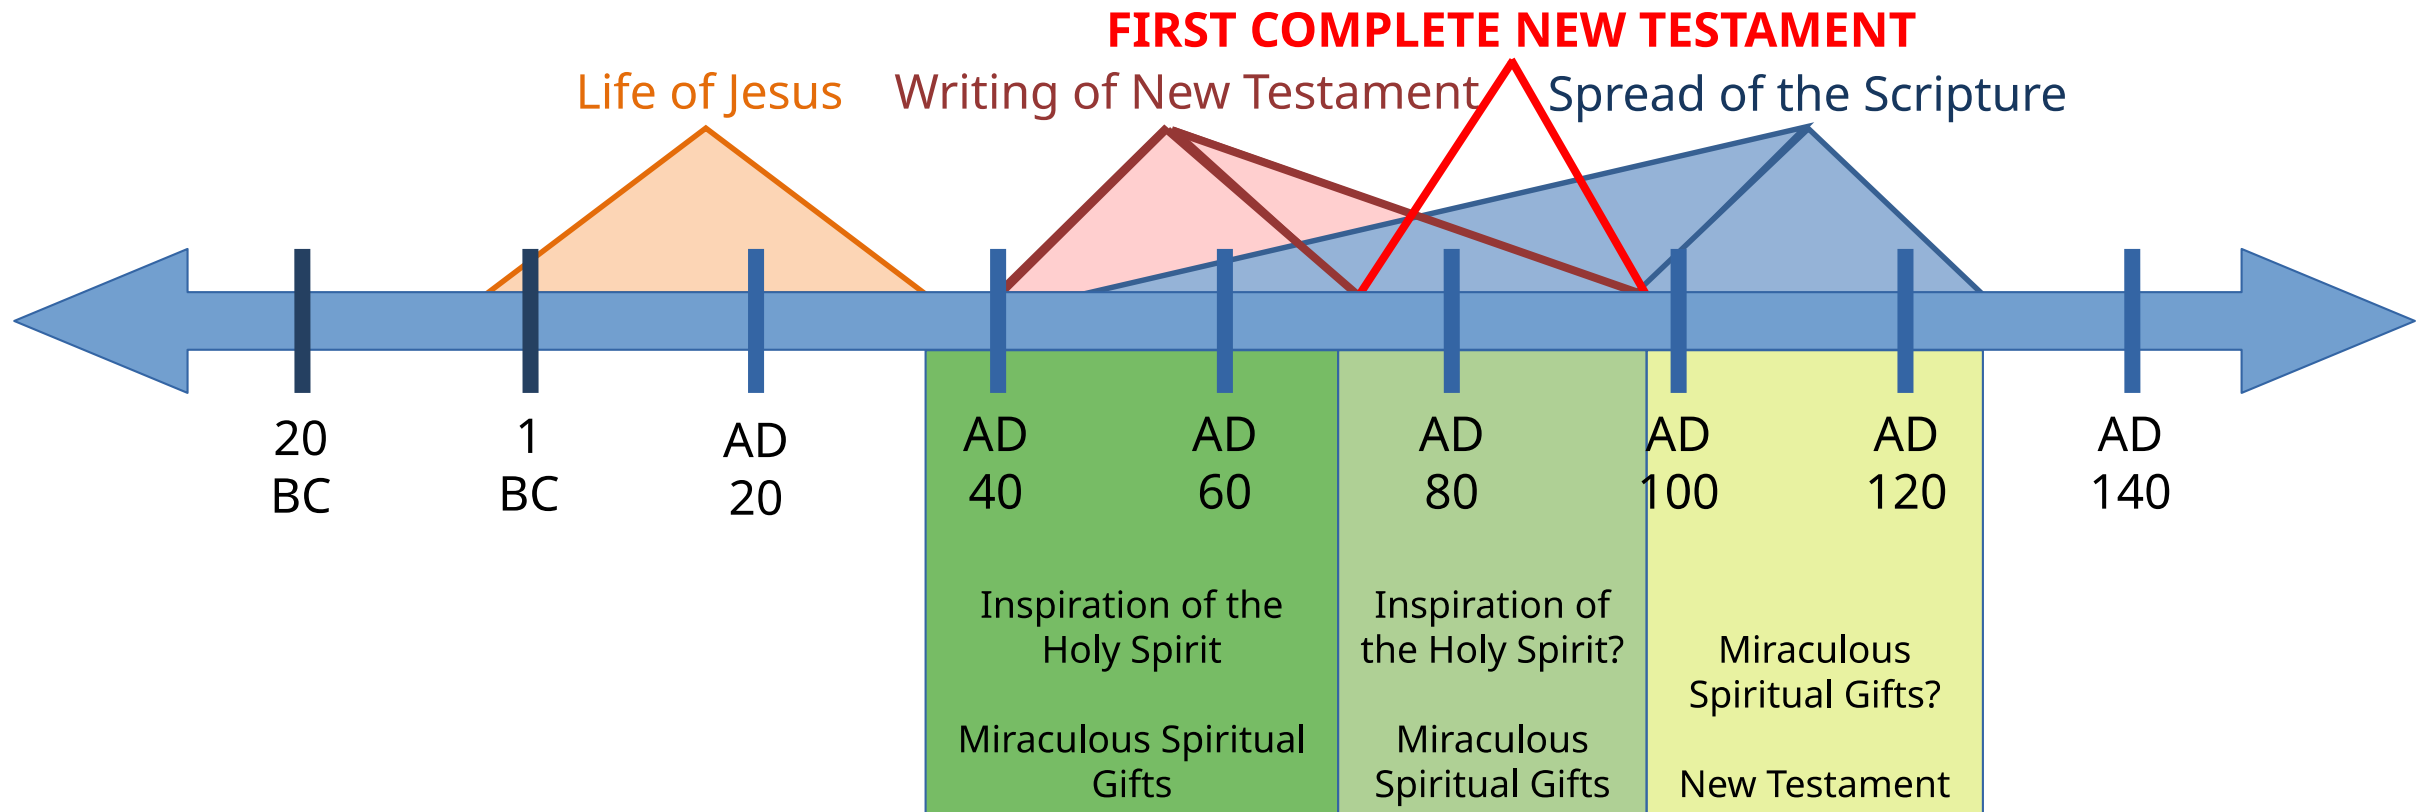 FIRST COMPLETE NEW TESTAMENT
Life of Jesus
Writing of New Testament
Spread of the Scripture
20
BC
1
BC
AD
20
AD
40
AD
60
AD
80
AD
100
AD
120
AD
140
Inspiration of the
Holy Spirit
Miraculous Spiritual
Gifts
Inspiration of
the Holy Spirit?
Miraculous
Spiritual Gifts
Miraculous
Spiritual Gifts?
New Testament